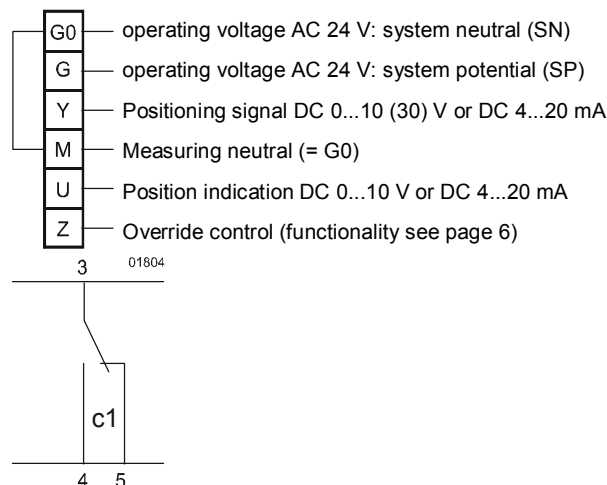 G0 operating voltage AC 24 V: system neutral (SN)
G operating voltage AC 24 V: system potential (SP)
Y Positioning signal DC 0...10 (30) V or DC 4...20 mA
M Measuring neutral (= G0)
U Position indication DC 0...10 V or DC 4...20 mA
Z Override control (functionality see page 6)
3 01804
c1
4 5